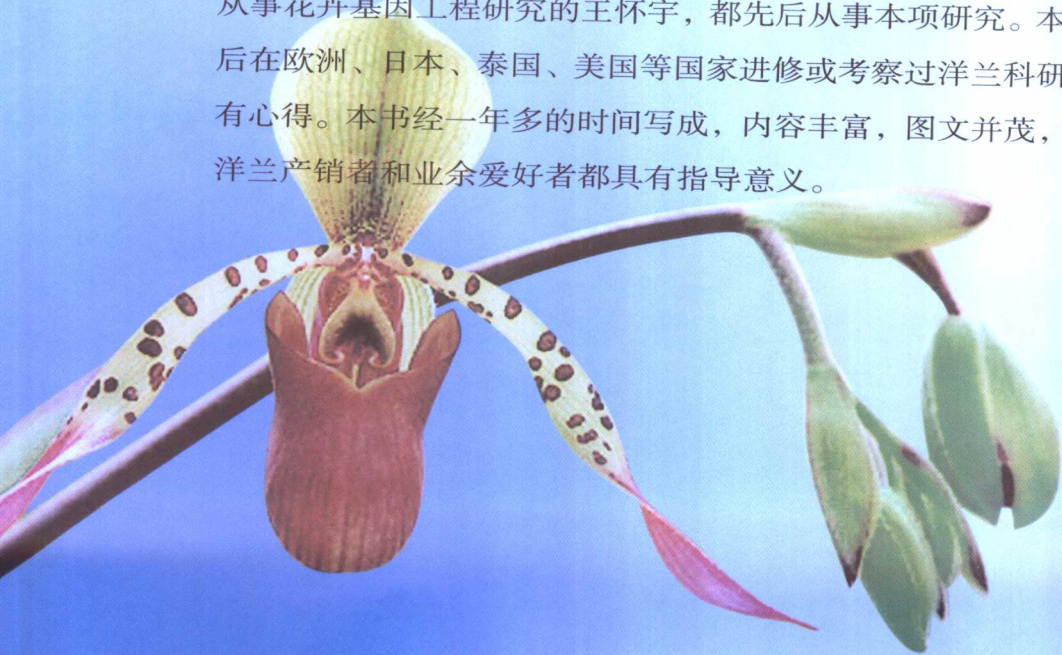 从事花卉基因工程研究的王怀宇，都先后从事本项研究。本
后在欧洲、日本、泰国、美国等国家进修或考察过洋兰科研
有心得。本书经一年多的时间写成，内容丰富，图文并茂，
洋兰产销者和业余爱好者都具有指导意义。